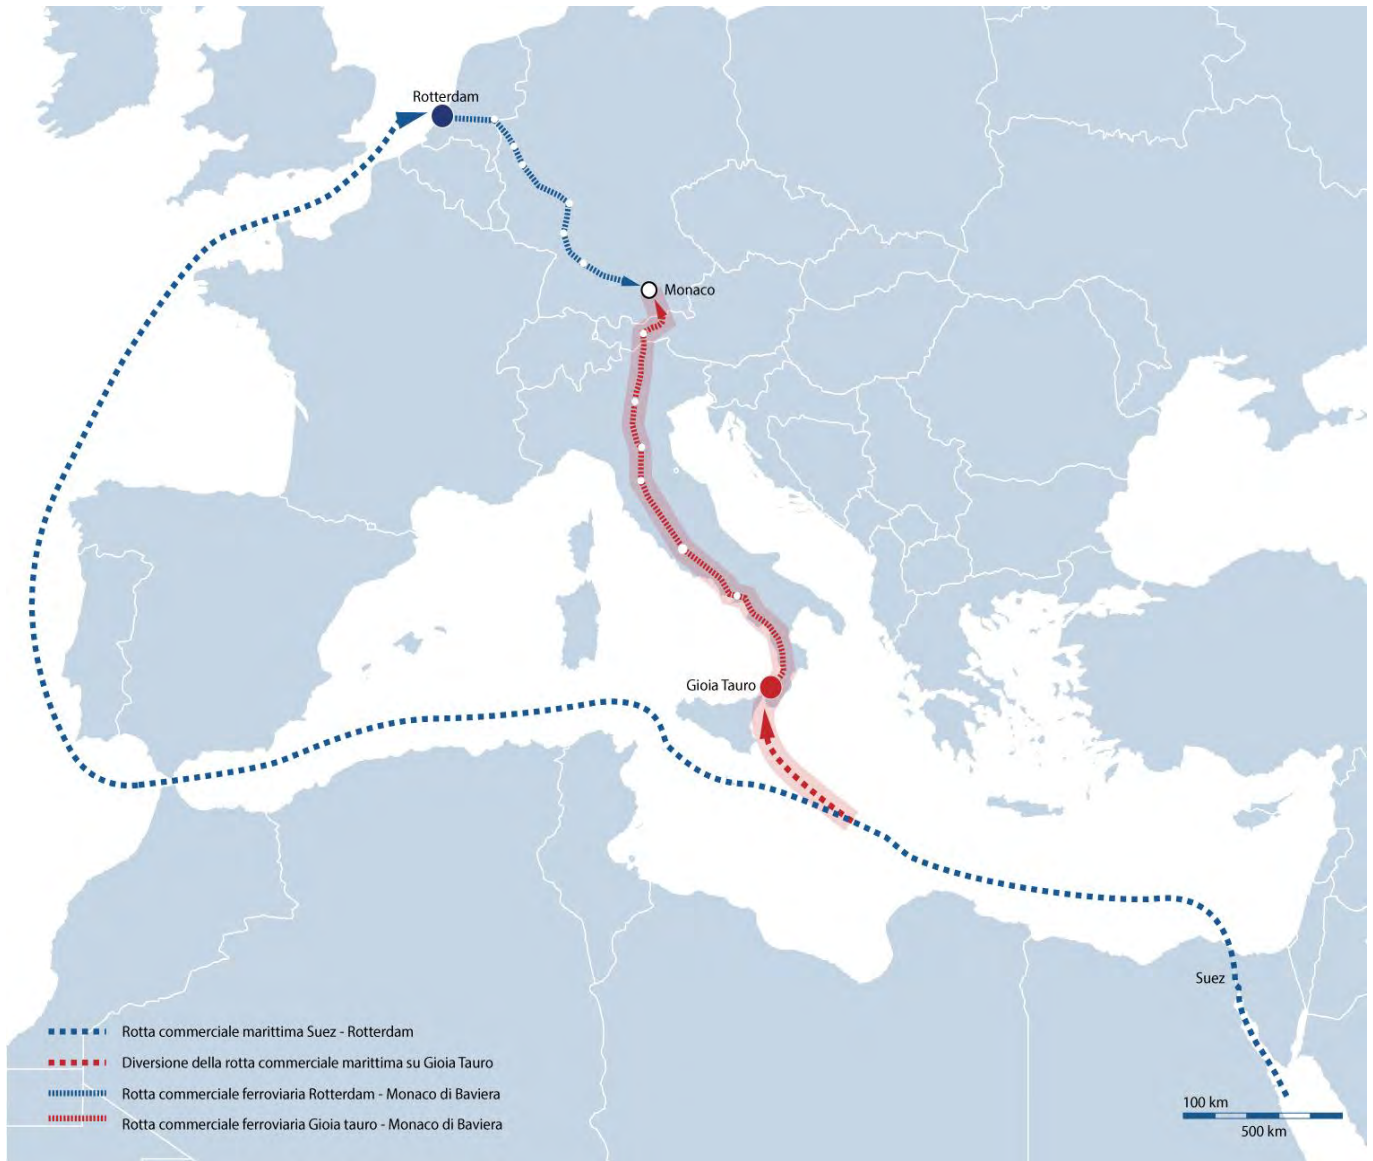 Rotterdam
Monaco
Gioia Tauro
Suez
Rotta commerciale marittima Suez - Rotterdam
Diversione della rotta commerciale marittima su Gioia Tauro
Rotta commerciale ferroviaria Rotterdam - Monaco di Baviera
Rotta commerciale ferroviaria Gioia tauro - Monaco di Baviera
100 km
500 km